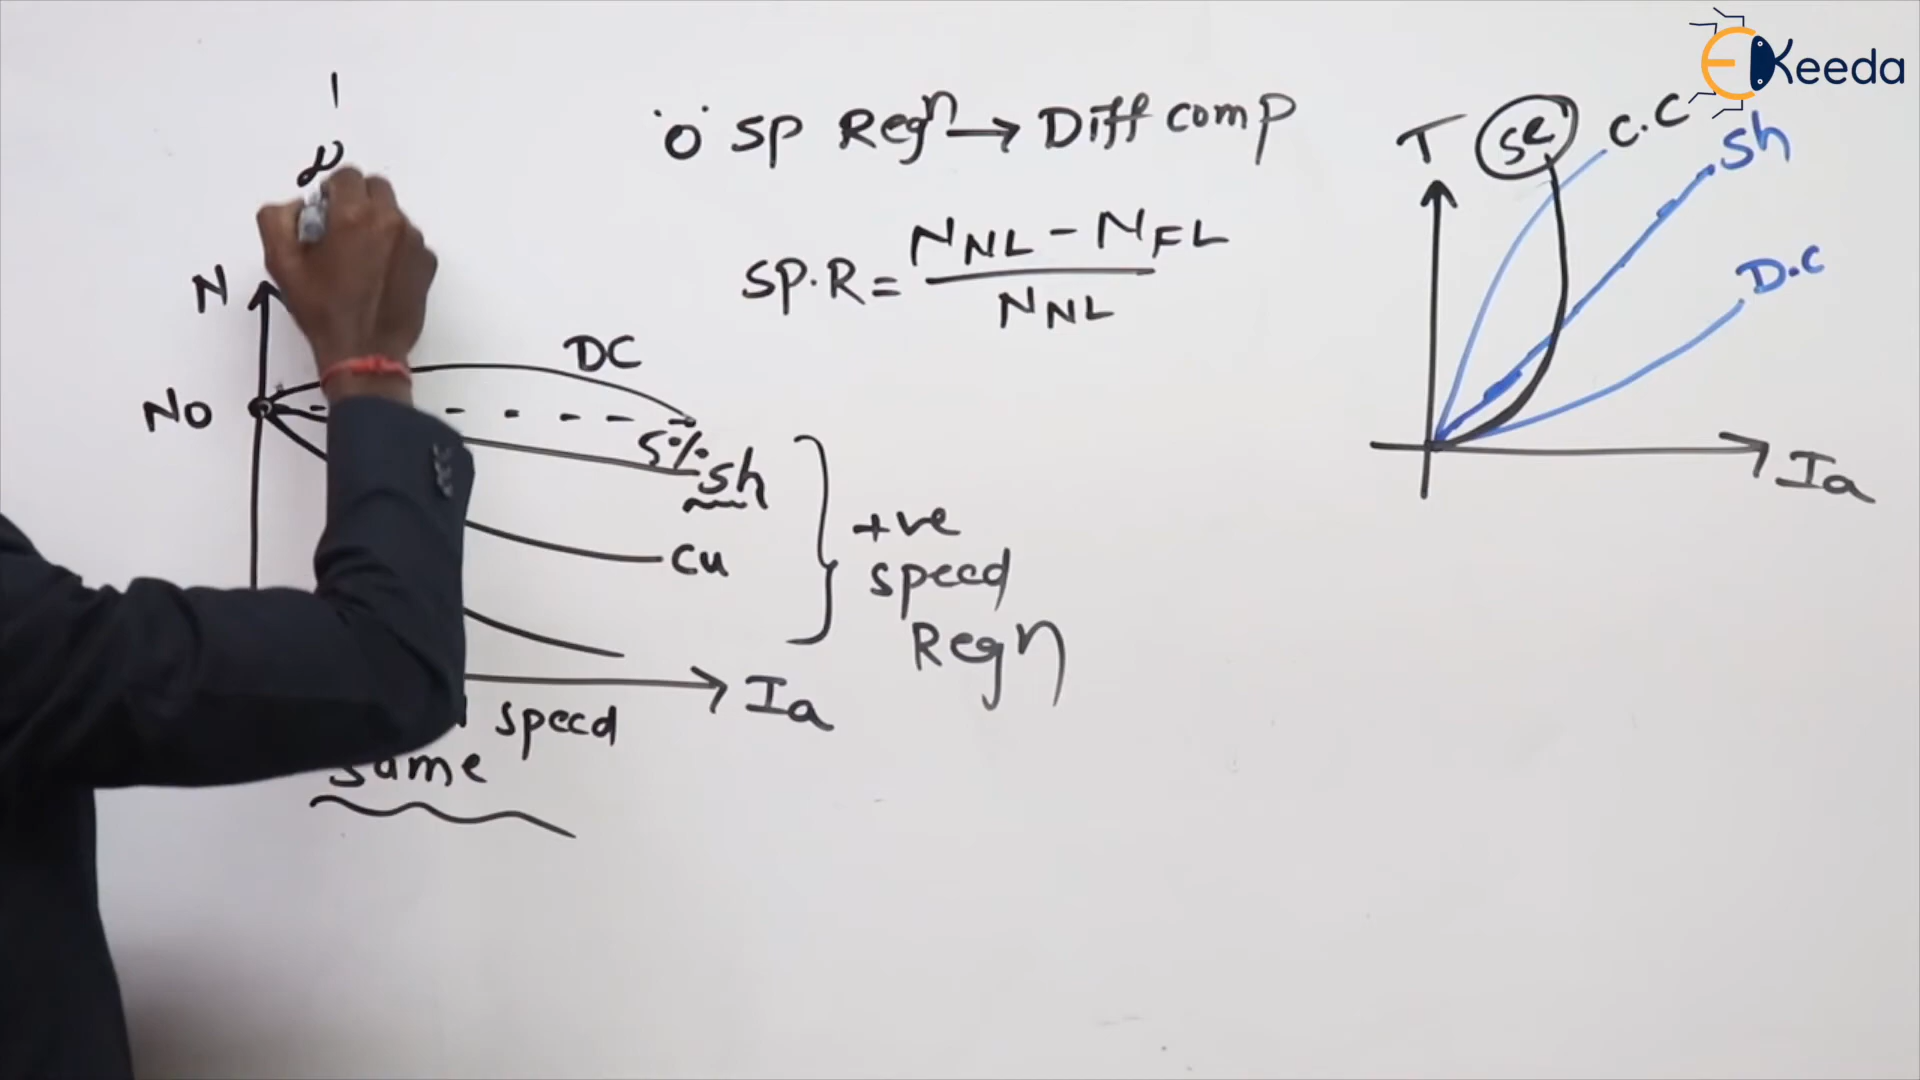 EKeeda
'0' SP Regn → Diff comp
SP.R = NNL - NFL
NNL
N
No
DC
5%
Sh
Cu
+ve
speed
Regn
Ia
speed
same
T
Se
C.C
Sh
D.C
Ia